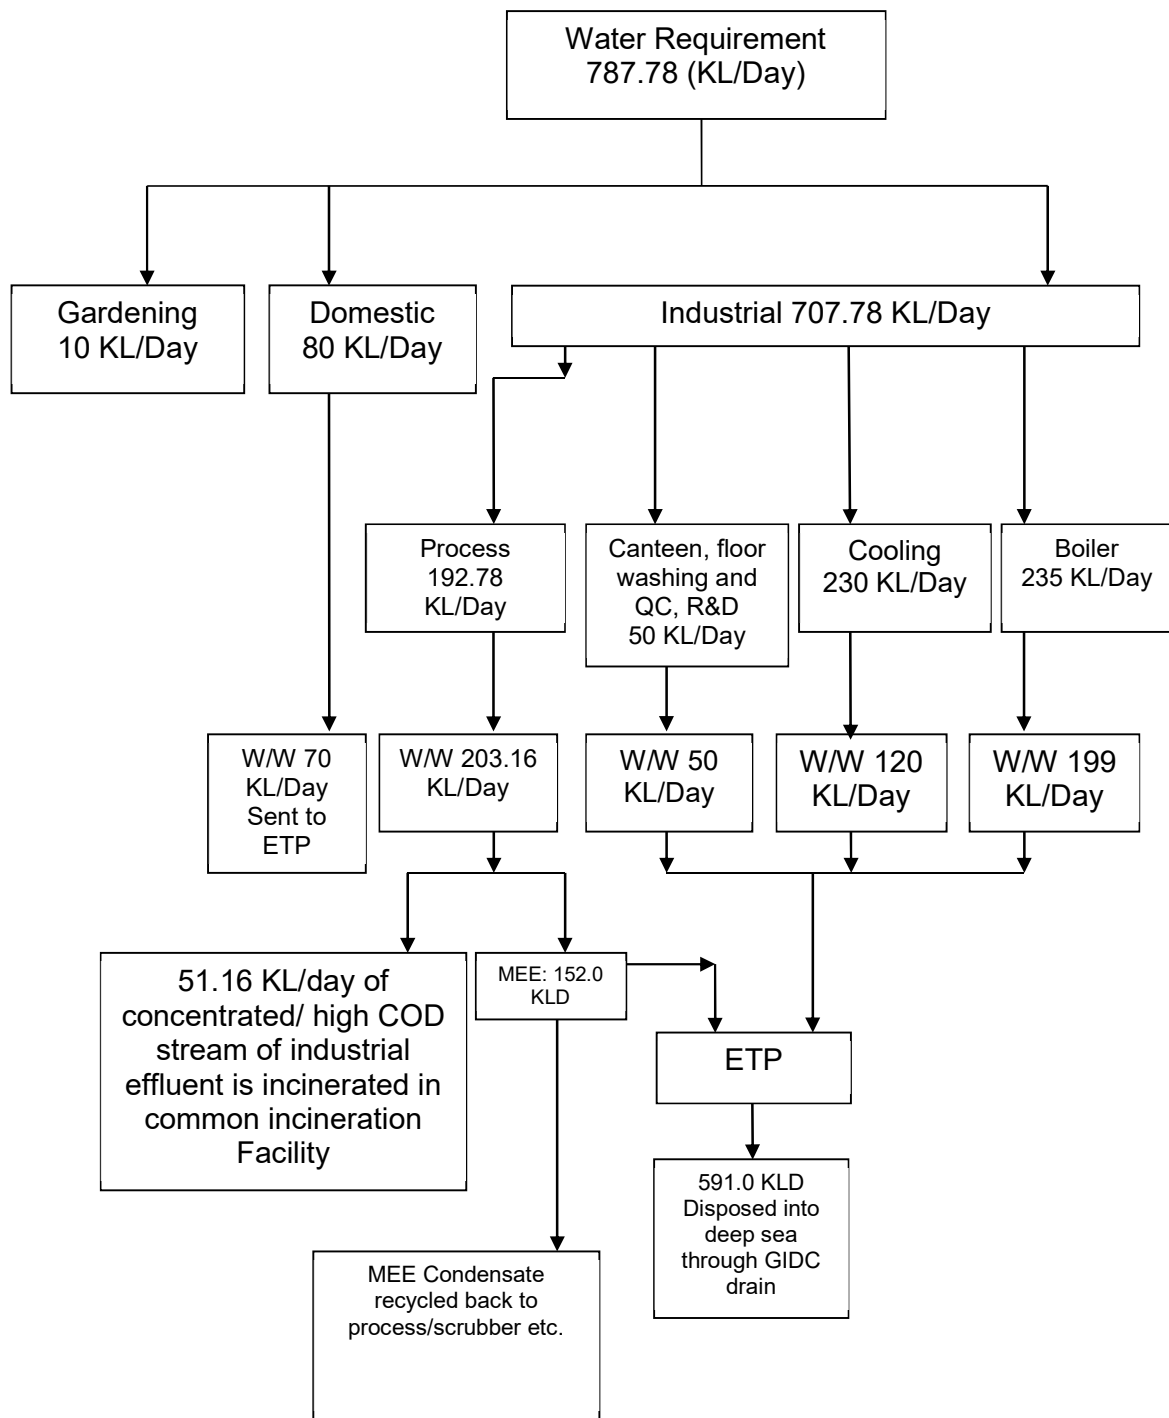 Water Requirement
787.78 (KL/Day)
Gardening
10 KL/Day
Domestic
80 KL/Day
Industrial 707.78 KL/Day
Process
192.78
KL/Day
Canteen, floor
washing and
QC, R&D
50 KL/Day
Cooling
230 KL/Day
Boiler
235 KL/Day
W/W 70
KL/Day
Sent to
ETP
W/W 203.16
KL/Day
W/W 50
KL/Day
W/W 120
KL/Day
W/W 199
KL/Day
51.16 KL/day of
concentrated/ high COD
stream of industrial
effluent is incinerated in
common incineration
Facility
MEE: 152.0
KLD
ETP
591.0 KLD
Disposed into
deep sea
through GIDC
drain
MEE Condensate
recycled back to
process/scrubber etc.